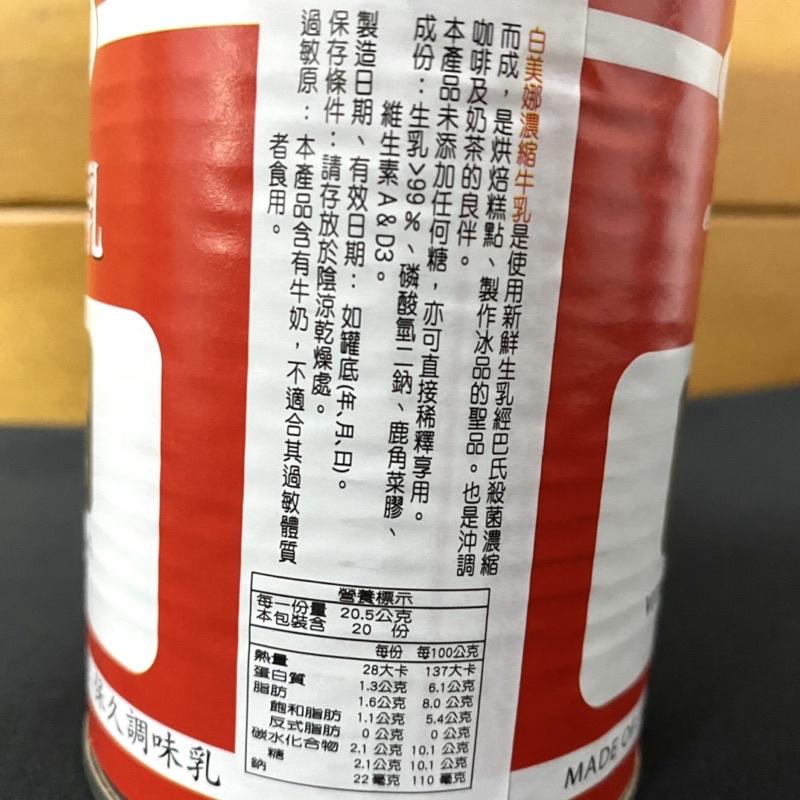 白美娜濃縮牛乳是使用新鮮生乳經巴氏殺菌濃縮
而成，是烘焙糕點、製作冰品的聖品。也是沖調
咖啡及奶茶的良伴。
本產品未添加任何糖，亦可直接稀釋享用。
成份：生乳>99%、磷酸氫二鈉、鹿角菜膠、
維生素A&D3。
製造日期、有效日期：如罐底(年、月、日)。
保存條件：請存放於陰涼乾燥處。
過敏原：本產品含有牛奶，不適合其過敏體質
者食用。
營養標示
每一份量 20.5公克
本包裝含 20 份
每份 每100公克
熱量 28大卡 137大卡
蛋白質 1.3公克 6.1公克
脂肪 1.6公克 8.0公克
飽和脂肪 1.1公克 5.4公克
反式脂肪 0公克 0公克
碳水化合物 2.1公克 10.1公克
糖 2.1公克 10.1公克
鈉 22毫克 110毫克
乳
保久調味乳
MADE OF